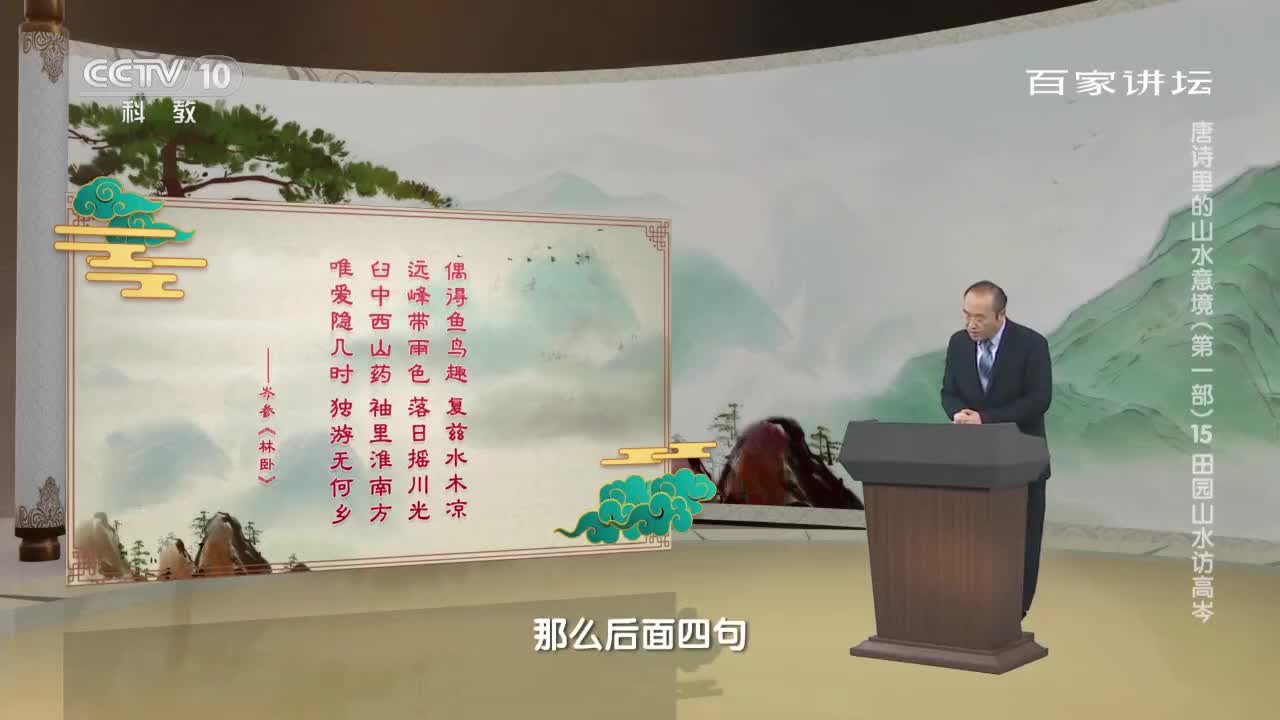 CCTV 10
科教
百家讲坛
唐诗里的山水意境（第一部）15 田园山水访高岑
偶得鱼鸟趣 复兹水木凉
远峰带雨色 落日摇川光
臼中西山药 袖里淮南方
唯爱隐几时 独游无何乡
——岑参《林卧》
那么后面四句